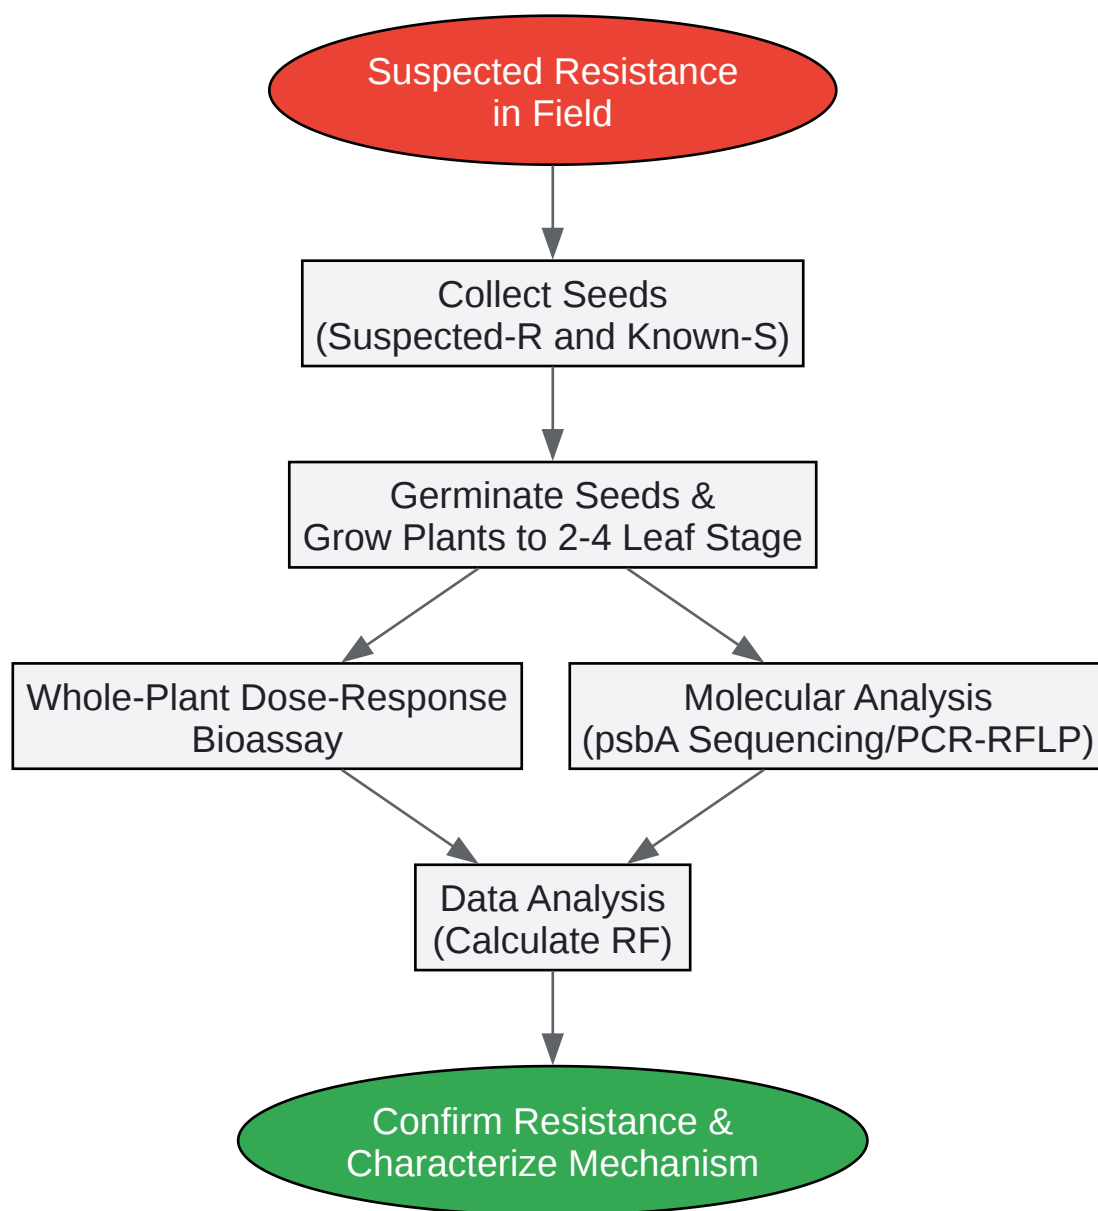 Suspected Resistance
in Field
Collect Seeds
(Suspected-R and Known-S)
Germinate Seeds &
Grow Plants to 2-4 Leaf Stage
Whole-Plant Dose-Response
Bioassay
Molecular Analysis
(psbA Sequencing/PCR-RFLP)
Data Analysis
(Calculate RF)
Confirm Resistance &
Characterize Mechanism